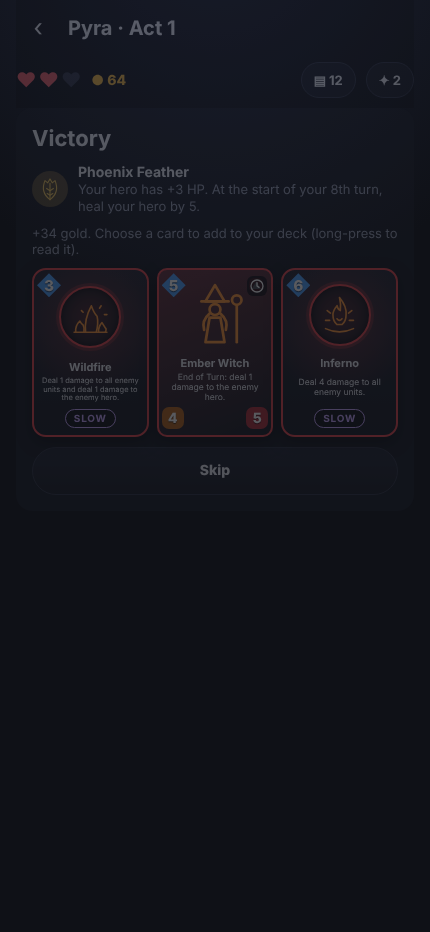 Pyra · Act 1
64
12
2
Victory
Phoenix Feather
Your hero has +3 HP. At the start of your 8th turn,
heal your hero by 5.
+34 gold. Choose a card to add to your deck (long-press to
read it).
3
Wildfire
Deal 1 damage to all enemy
units and deal 1 damage to
the enemy hero.
SLOW
5
Ember Witch
End of Turn: deal 1
damage to the enemy
hero.
4
5
6
Inferno
Deal 4 damage to all
enemy units.
SLOW
Skip